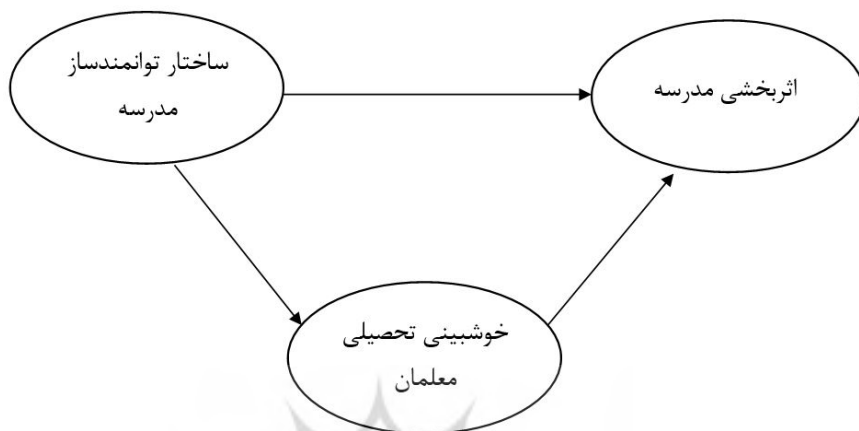 ساختار توانمندساز
مدرسه
اثربخشی مدرسه
خوشبینی تحصیلی
معلمان